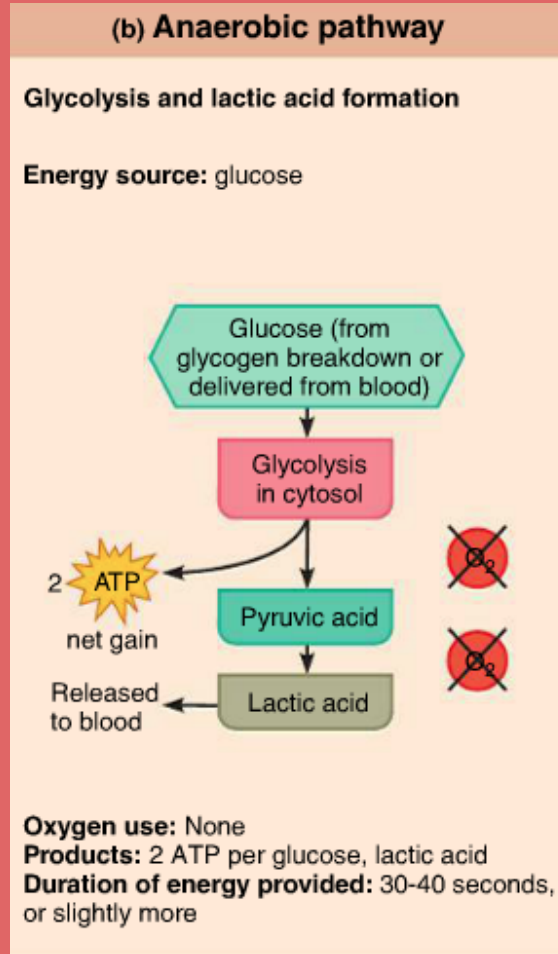 (b) Anaerobic pathway
Glycolysis and lactic acid formation
Energy source: glucose
Glucose (from
glycogen breakdown or
delivered from blood)
Glycolysis
in cytosol
2 ATP
net gain
O2
Pyruvic acid
O2
Released
to blood
Lactic acid
Oxygen use: None
Products: 2 ATP per glucose, lactic acid
Duration of energy provided: 30-40 seconds,
or slightly more